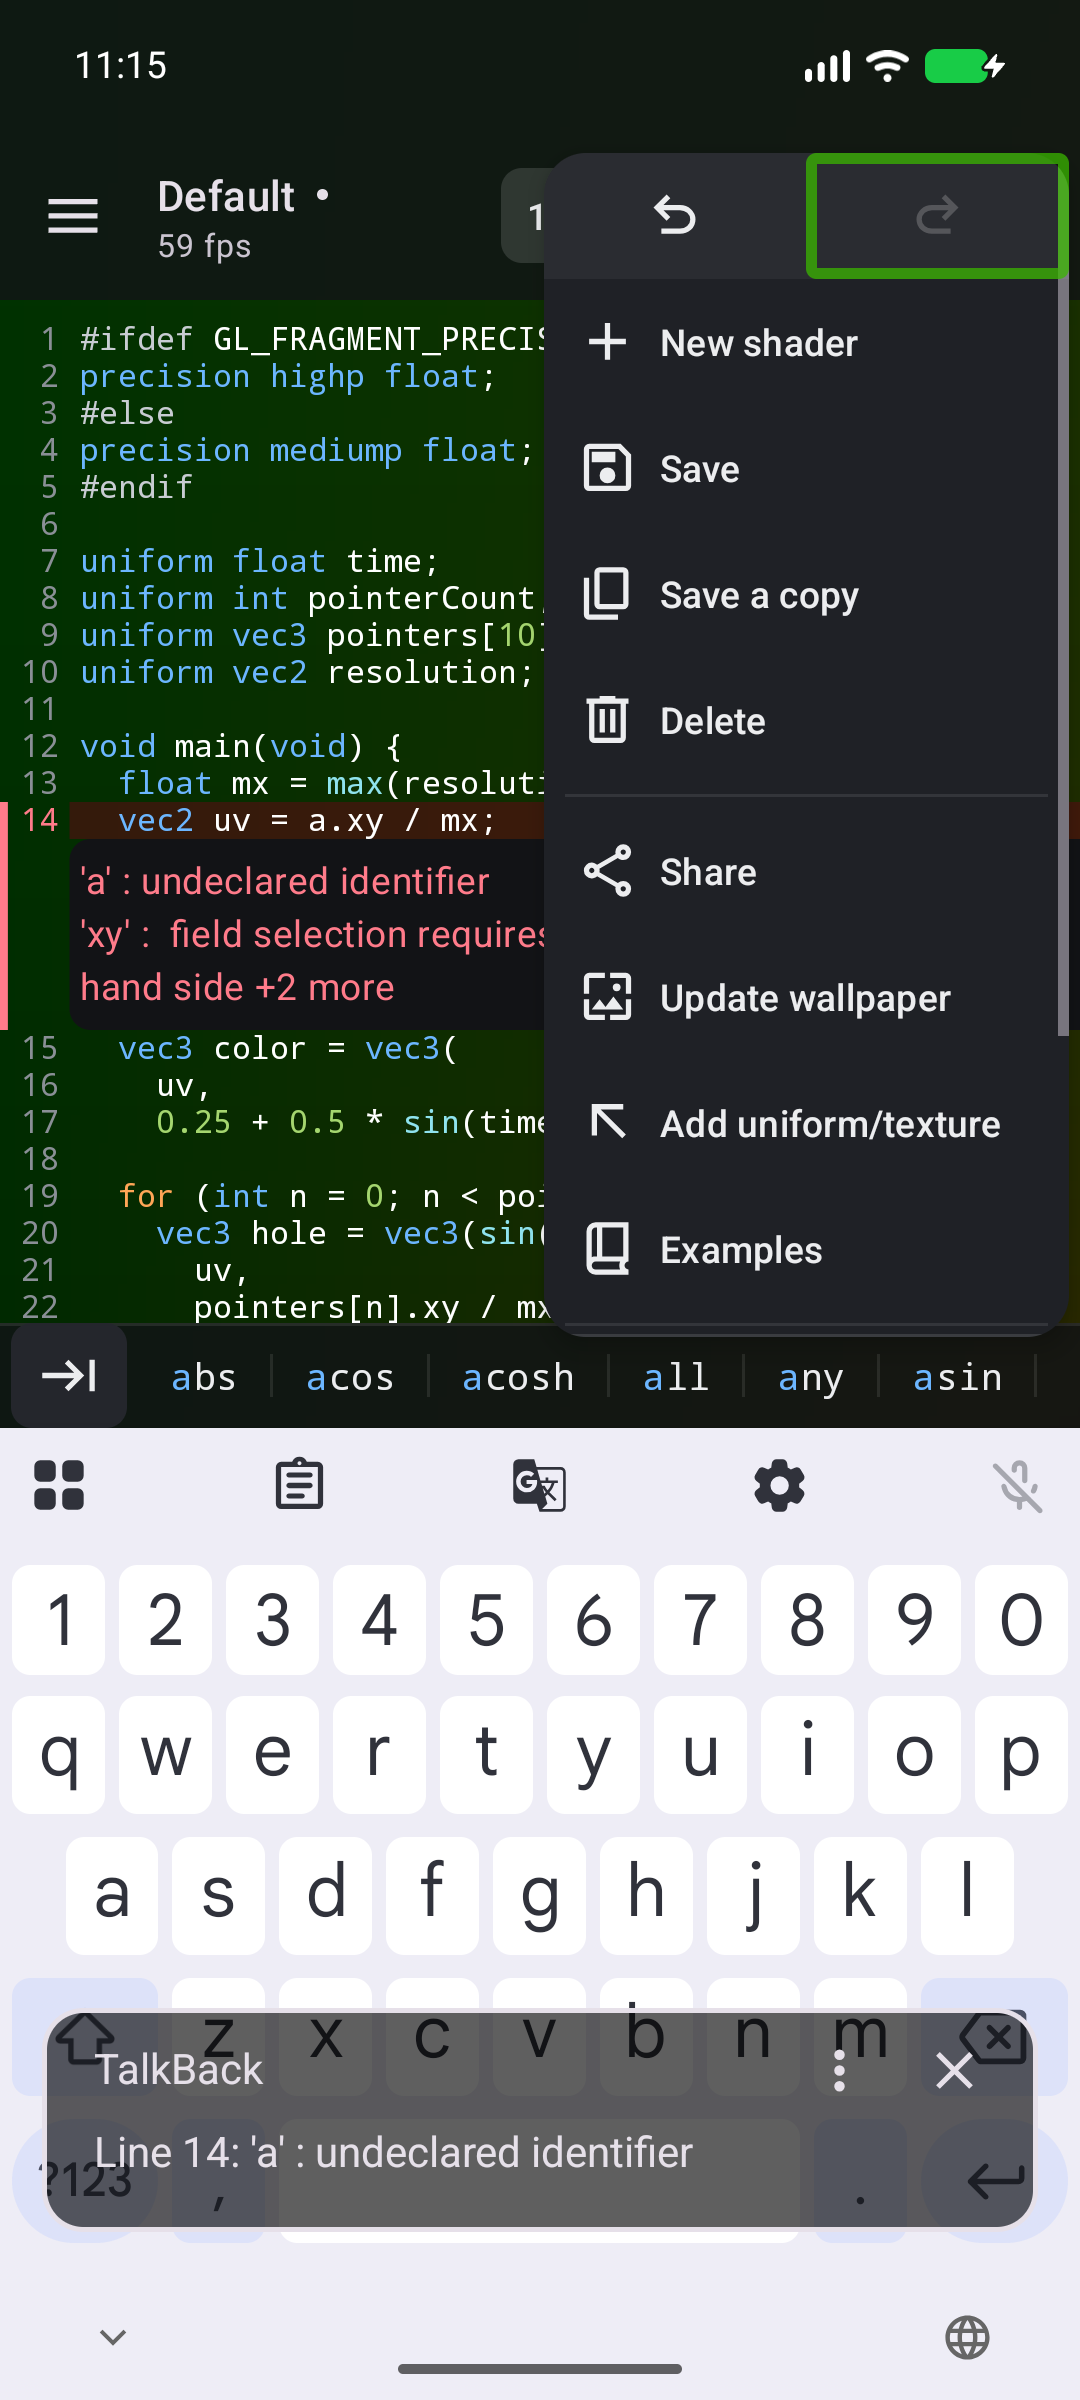 11:15
Default •
59 fps
1
New shader
Save
Save a copy
Delete
Share
Update wallpaper
Add uniform/texture
Examples
1 #ifdef GL_FRAGMENT_PRECIS
2 precision highp float;
3 #else
4 precision mediump float;
5 #endif
6
7 uniform float time;
8 uniform int pointerCount;
9 uniform vec3 pointers[10]
10 uniform vec2 resolution;
11
12 void main(void) {
13 float mx = max(resoluti
14 vec2 uv = a.xy / mx;
'a' : undeclared identifier
'xy' : field selection requires
hand side +2 more
15 vec3 color = vec3(
16 uv,
17 0.25 + 0.5 * sin(time
18
19 for (int n = 0; n < poi
20 vec3 hole = vec3(sin(
21 uv,
22 pointers[n].xy / mx
abs acos acosh all any asin
1 2 3 4 5 6 7 8 9 0
q w e r t y u i o p
a s d f g h j k l
z x c v b n m
TalkBack
Line 14: 'a' : undeclared identifier
?123 , .